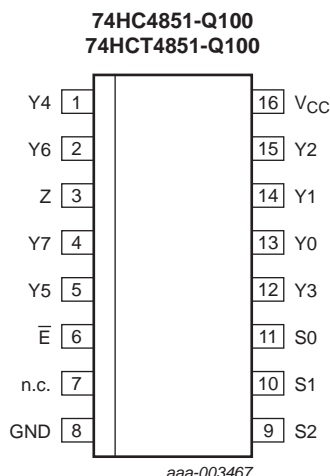 74HC4851-Q100
74HCT4851-Q100
Y4 1 16 VCC
Y6 2 15 Y2
Z 3 14 Y1
Y7 4 13 Y0
Y5 5 12 Y3
E̅ 6 11 S0
n.c. 7 10 S1
GND 8 9 S2
aaa-003467